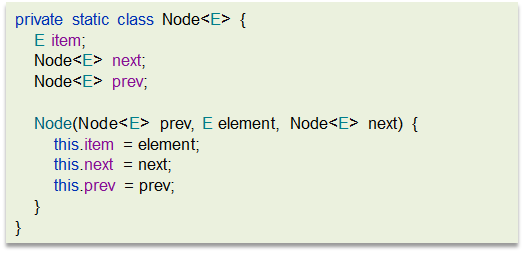 private static class Node<E> {
E item;
Node<E> next;
Node<E> prev;
Node(Node<E> prev, E element, Node<E> next) {
this.item = element;
this.next = next;
this.prev = prev;
}
}